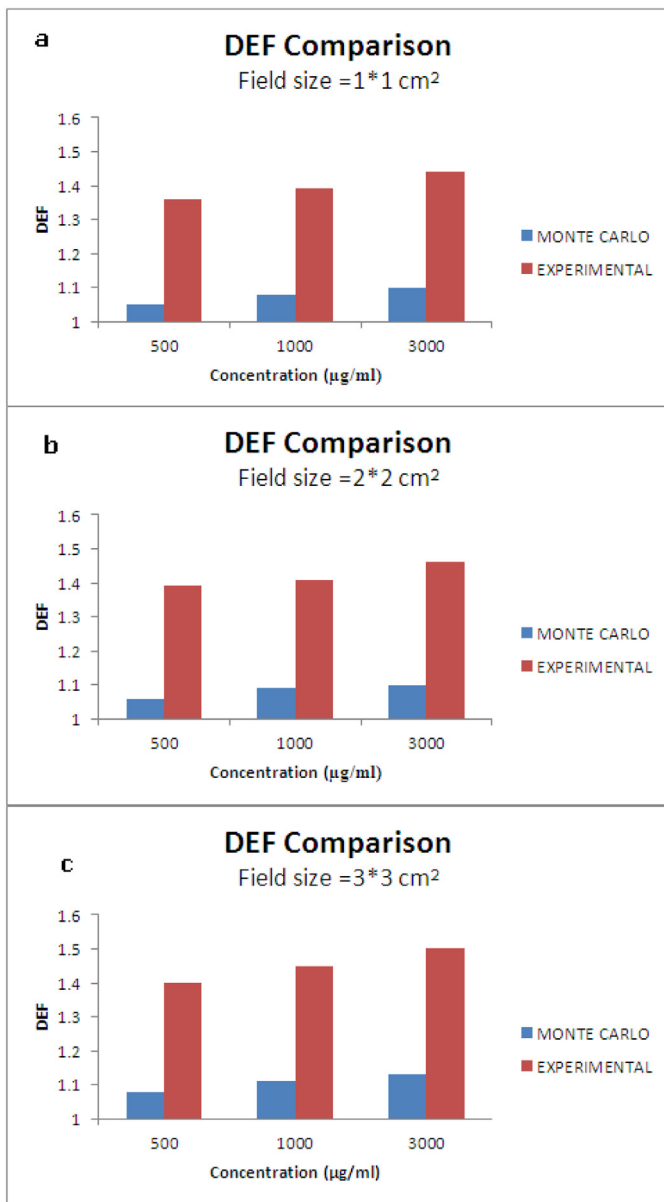 a
DEF Comparison
Field size =1*1 cm²
1.6
1.5
1.4
1.3
1.2
1.1
1
DEF
500 1000 3000
Concentration (µg/ml)
MONTE CARLO
EXPERIMENTAL
b
DEF Comparison
Field size =2*2 cm²
1.6
1.5
1.4
1.3
1.2
1.1
1
DEF
500 1000 3000
Concentration (µg/ml)
MONTE CARLO
EXPERIMENTAL
c
DEF Comparison
Field size =3*3 cm²
1.6
1.5
1.4
1.3
1.2
1.1
1
DEF
500 1000 3000
Concentration (µg/ml)
MONTE CARLO
EXPERIMENTAL